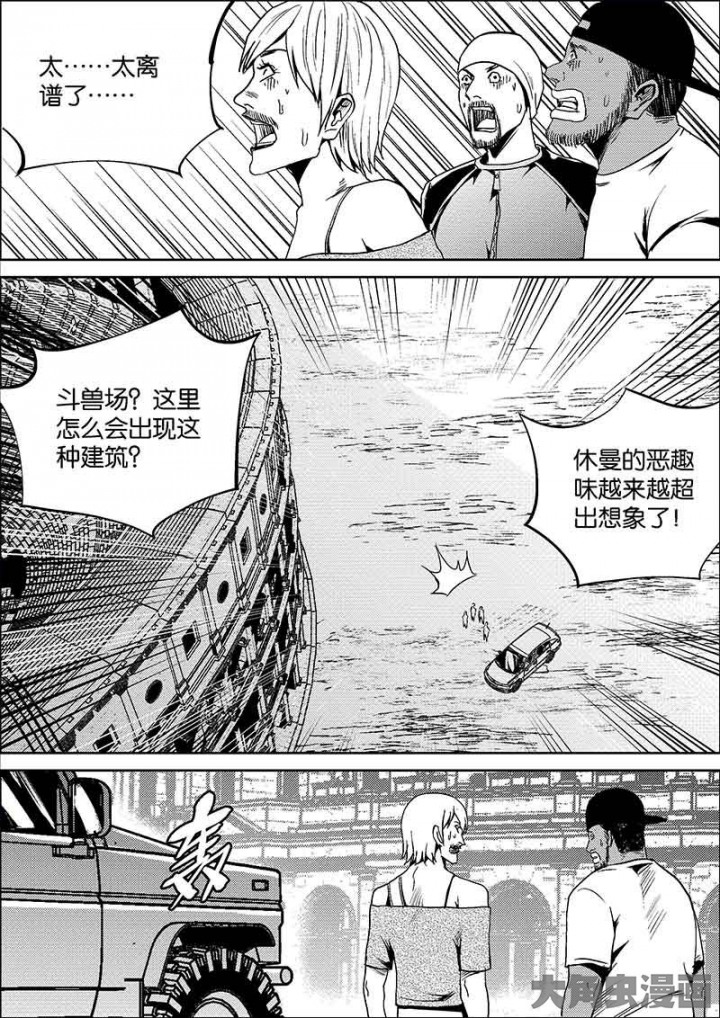 太……太离
谱了……
斗兽场？这里
怎么会出现这
种建筑？
休曼的恶趣
味越来越超
出想象了！
轰
大角虫漫画